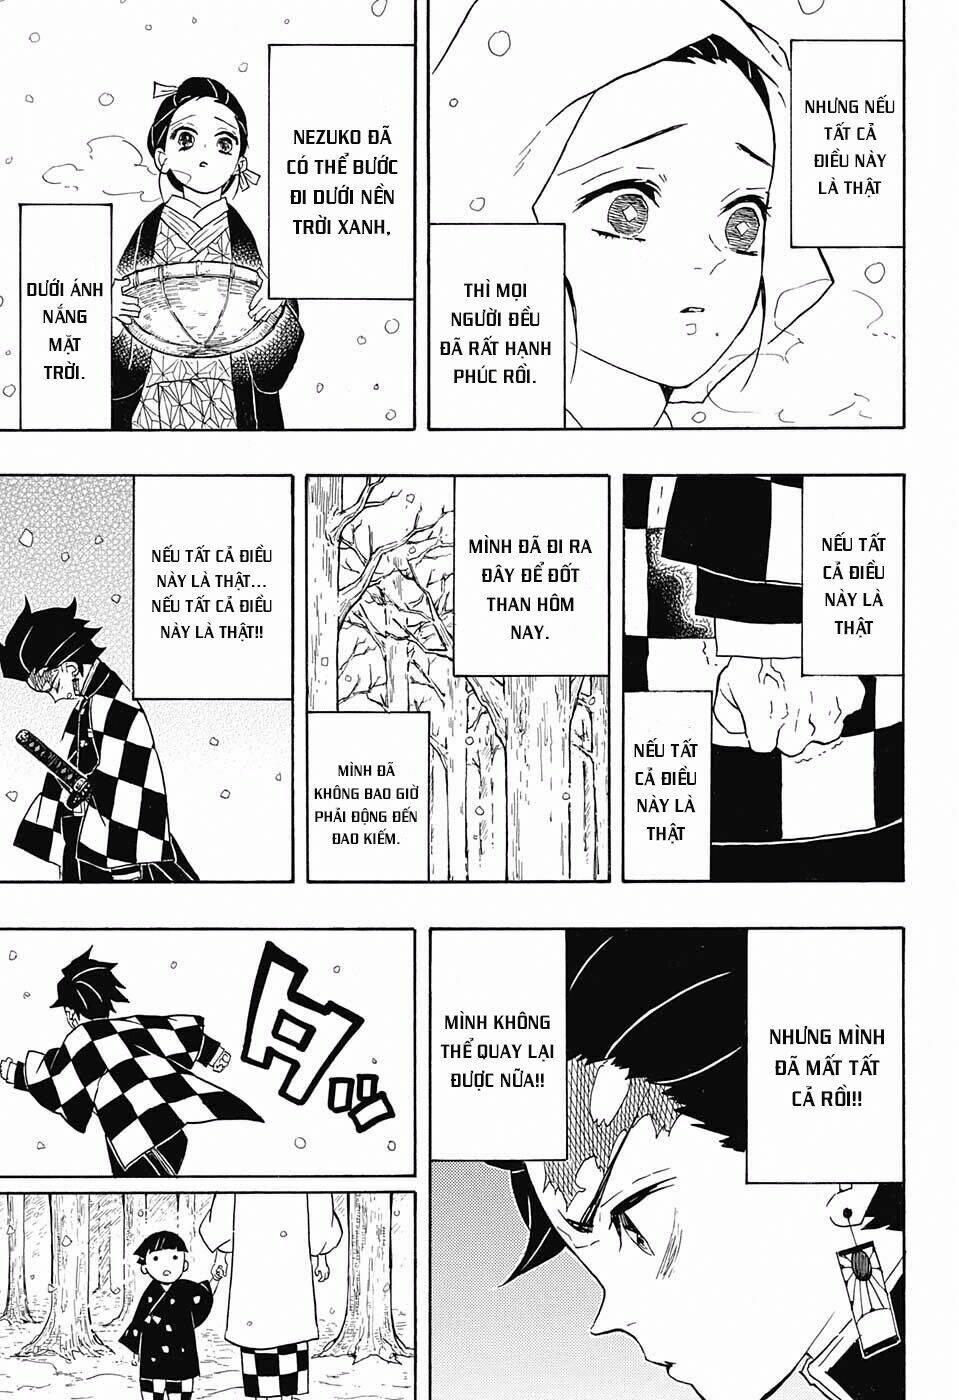 NHƯNG NẾU
TẤT CẢ
ĐIỀU NÀY
LÀ THẬT
THÌ MỌI
NGƯỜI ĐỀU
ĐÃ RẤT HẠNH
PHÚC RỒI.
NEZUKO ĐÃ
CÓ THỂ BƯỚC
ĐI DƯỚI NỀN
TRỜI XANH,
DƯỚI ÁNH
NẮNG
MẶT
TRỜI.
NẾU TẤT
CẢ ĐIỀU
NÀY LÀ
THẬT
NẾU TẤT
CẢ ĐIỀU
NÀY LÀ
THẬT
MÌNH ĐÃ ĐI RA
ĐÂY ĐỂ ĐỐT
THAN HÔM
NAY.
MÌNH ĐÃ
KHÔNG BAO GIỜ
PHẢI ĐỘNG ĐẾN
ĐAO KIẾM.
NẾU TẤT CẢ ĐIỀU
NÀY LÀ THẬT...
NẾU TẤT CẢ ĐIỀU
NÀY LÀ THẬT!!
NHƯNG MÌNH
ĐÃ MẤT TẤT
CẢ RỒI!!
MÌNH KHÔNG
THỂ QUAY LẠI
ĐƯỢC NỮA!!